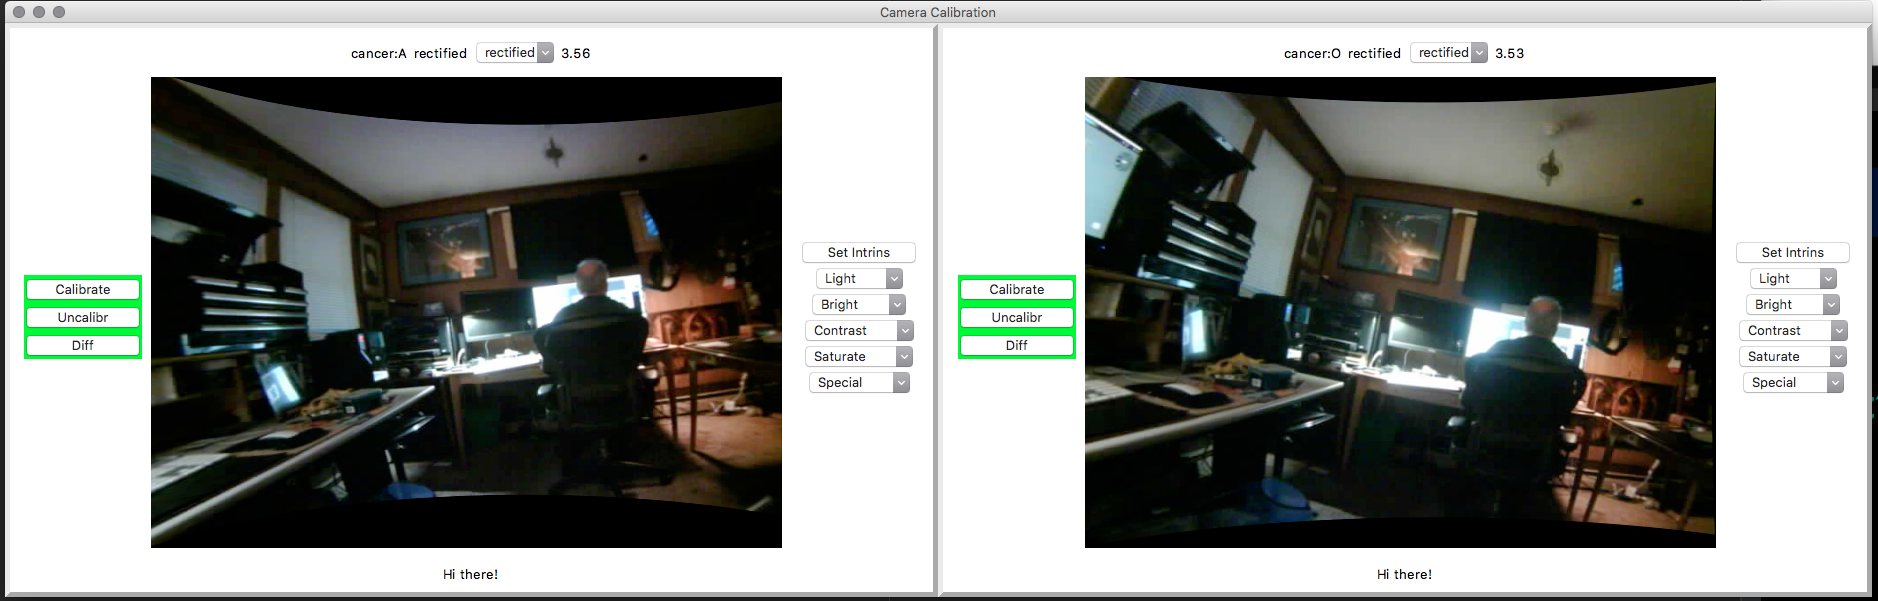 Camera Calibration
cancer:A rectified rectified 3.56
Calibrate
Uncalibr
Diff
Set Intrins
Light
Bright
Contrast
Saturate
Special
Hi there!
cancer:O rectified rectified 3.53
Calibrate
Uncalibr
Diff
Set Intrins
Light
Bright
Contrast
Saturate
Special
Hi there!